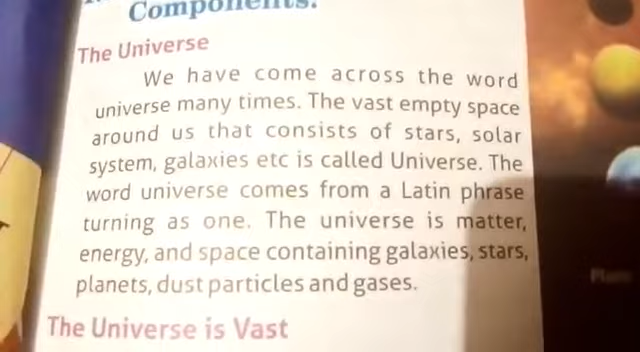 Components.
The Universe
We have come across the word
universe many times. The vast empty space
around us that consists of stars, solar
system, galaxies etc is called Universe. The
word universe comes from a Latin phrase
turning as one. The universe is matter,
energy, and space containing galaxies, stars,
planets, dust particles and gases.
The Universe is Vast